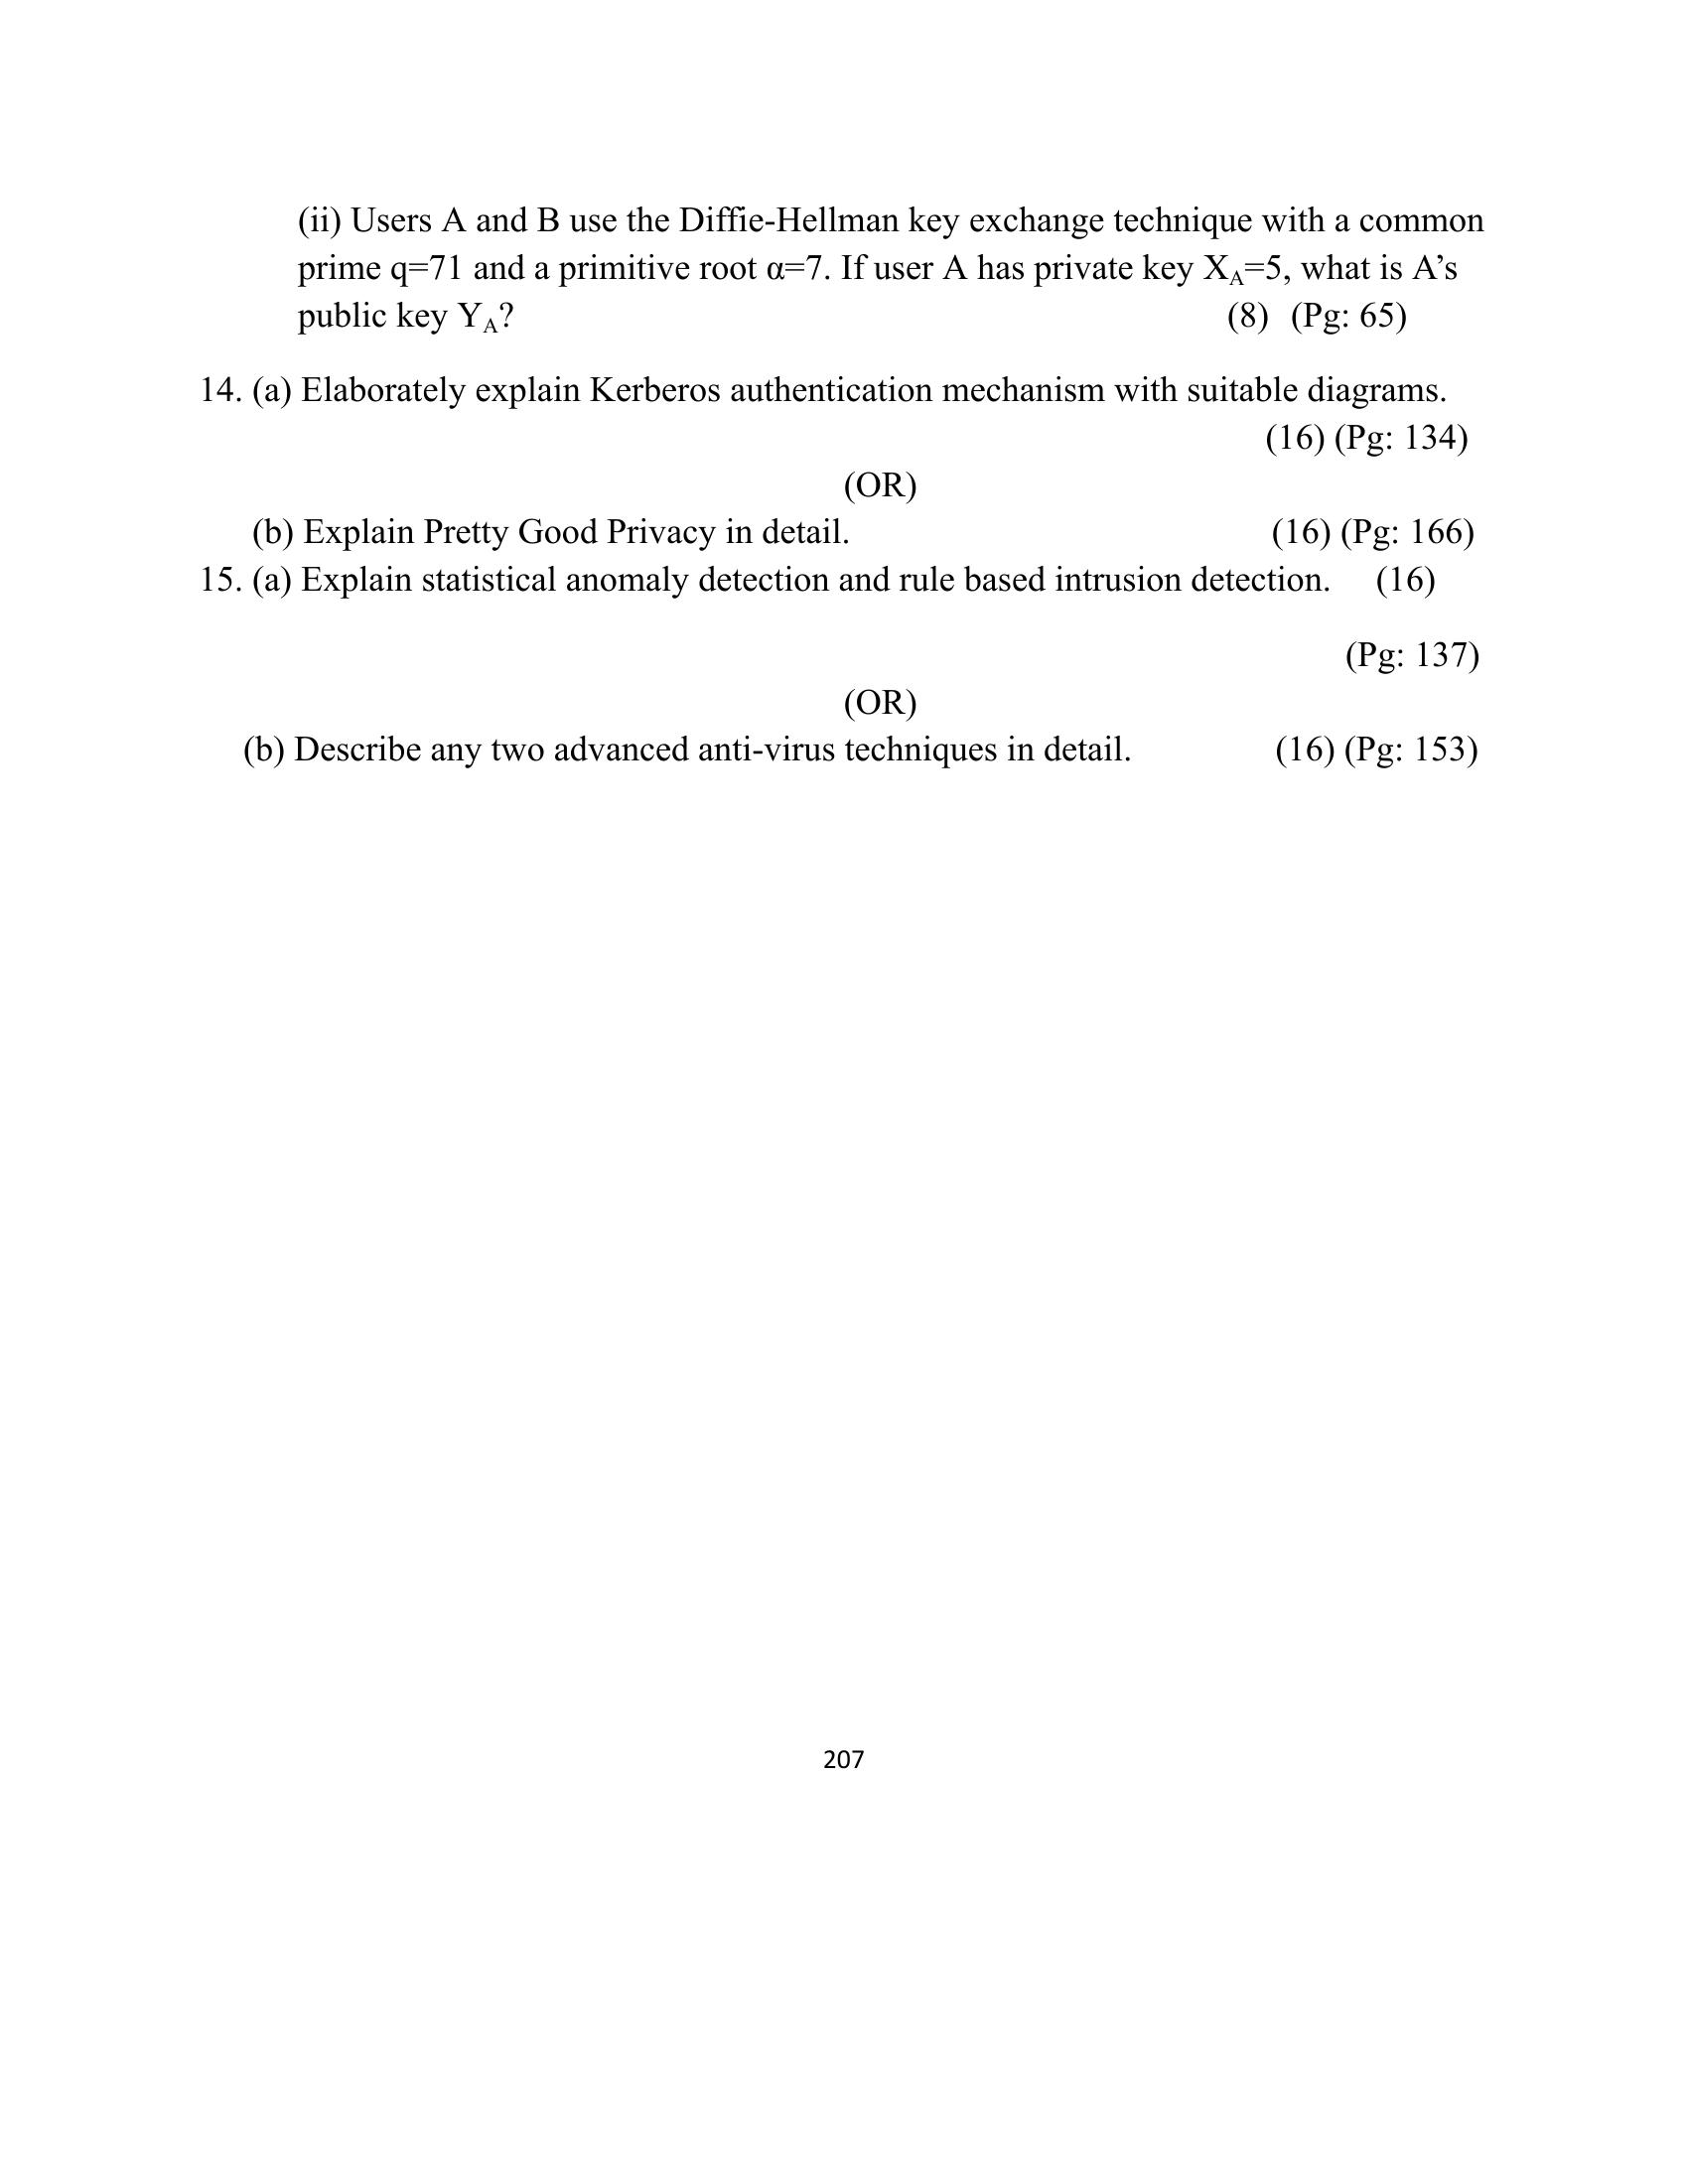 (ii) Users A and B use the Diffie-Hellman key exchange technique with a common
prime q=71 and a primitive root α=7. If user A has private key XA=5, what is A’s
public key YA? (8) (Pg: 65)
14. (a) Elaborately explain Kerberos authentication mechanism with suitable diagrams.
(16) (Pg: 134)
(OR)
(b) Explain Pretty Good Privacy in detail. (16) (Pg: 166)
15. (a) Explain statistical anomaly detection and rule based intrusion detection. (16)
(Pg: 137)
(OR)
(b) Describe any two advanced anti-virus techniques in detail. (16) (Pg: 153)
207